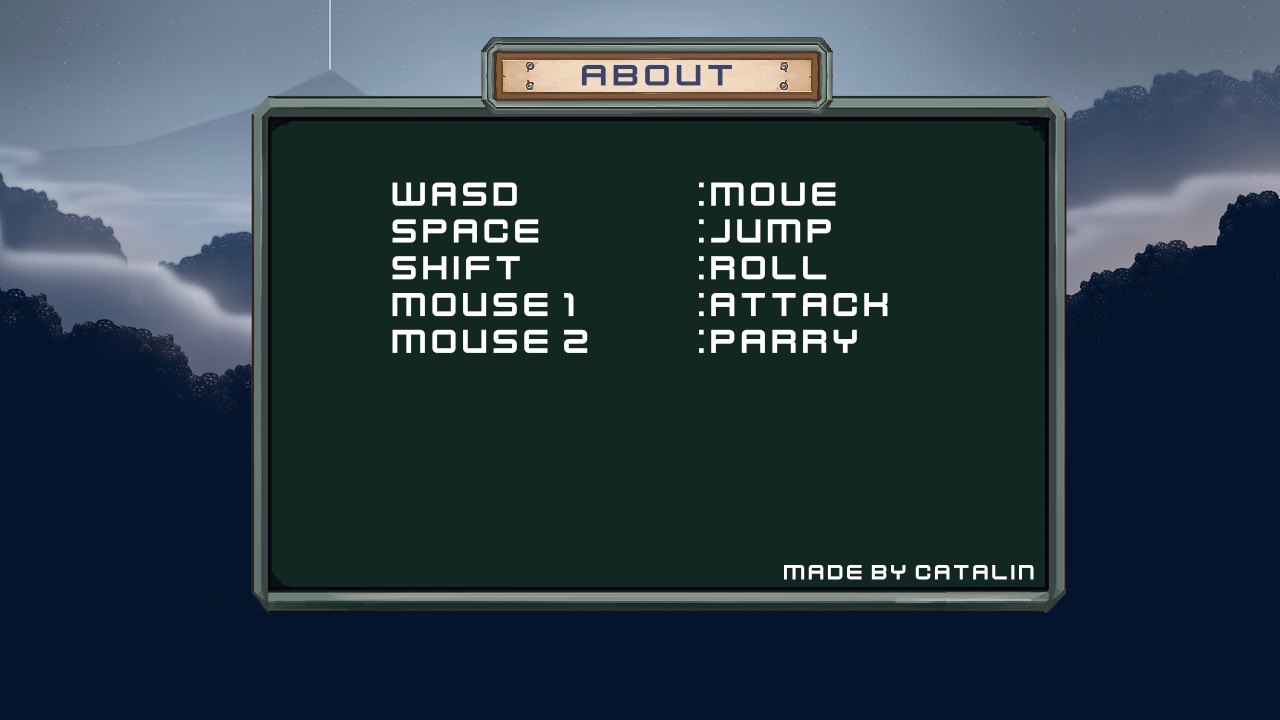 ABOUT
WASD :MOVE
SPACE :JUMP
SHIFT :ROLL
MOUSE 1 :ATTACK
MOUSE 2 :PARRY
MADE BY CATALIN